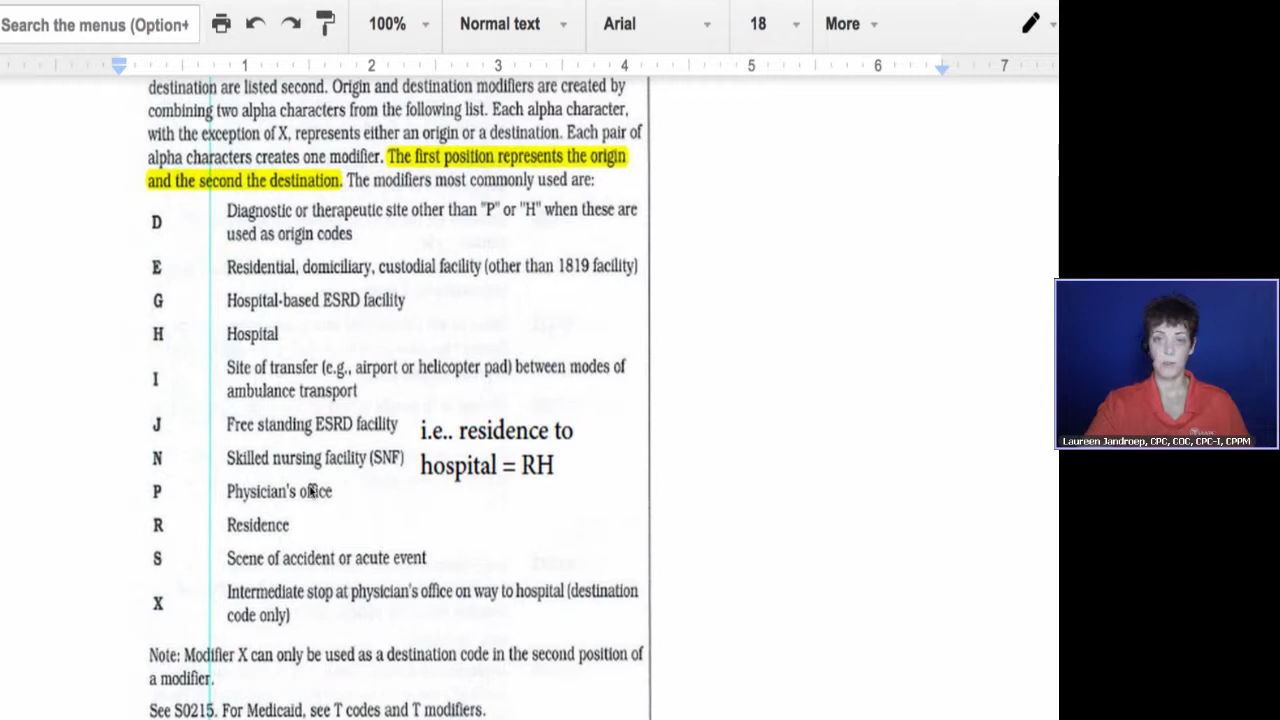 Search the menus (Option+
100%
Normal text
Arial
18
More
1 2 3 4 5 6 7
destination are listed second. Origin and destination modifiers are created by
combining two alpha characters from the following list. Each alpha character,
with the exception of X, represents either an origin or a destination. Each pair of
alpha characters creates one modifier. The first position represents the origin
and the second the destination. The modifiers most commonly used are:
D Diagnostic or therapeutic site other than "P" or "H" when these are
used as origin codes
E Residential, domiciliary, custodial facility (other than 1819 facility)
G Hospital-based ESRD facility
H Hospital
I Site of transfer (e.g., airport or helicopter pad) between modes of
ambulance transport
J Free standing ESRD facility
N Skilled nursing facility (SNF)
P Physician's office
R Residence
S Scene of accident or acute event
X Intermediate stop at physician's office on way to hospital (destination
code only)
Note: Modifier X can only be used as a destination code in the second position of
a modifier.
See S0215. For Medicaid, see T codes and T modifiers.
i.e.. residence to
hospital = RH
Laureen Jandroep, CPC, COC, CPC-I, CPPM